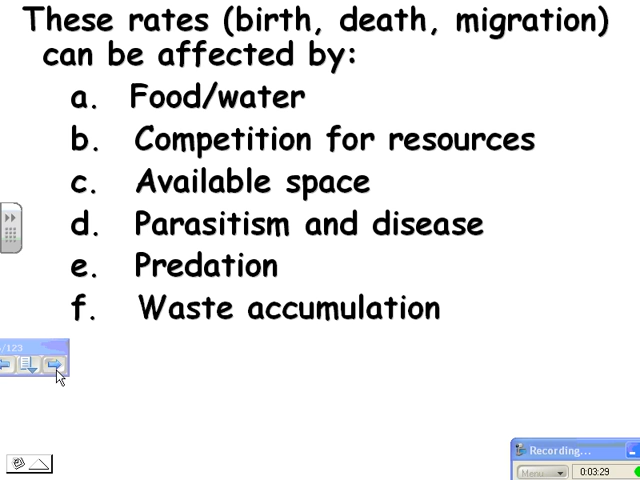 These rates (birth, death, migration)
can be affected by:
a. Food/water
b. Competition for resources
c. Available space
d. Parasitism and disease
e. Predation
f. Waste accumulation
/123
Recording...
Menu
0:03:29